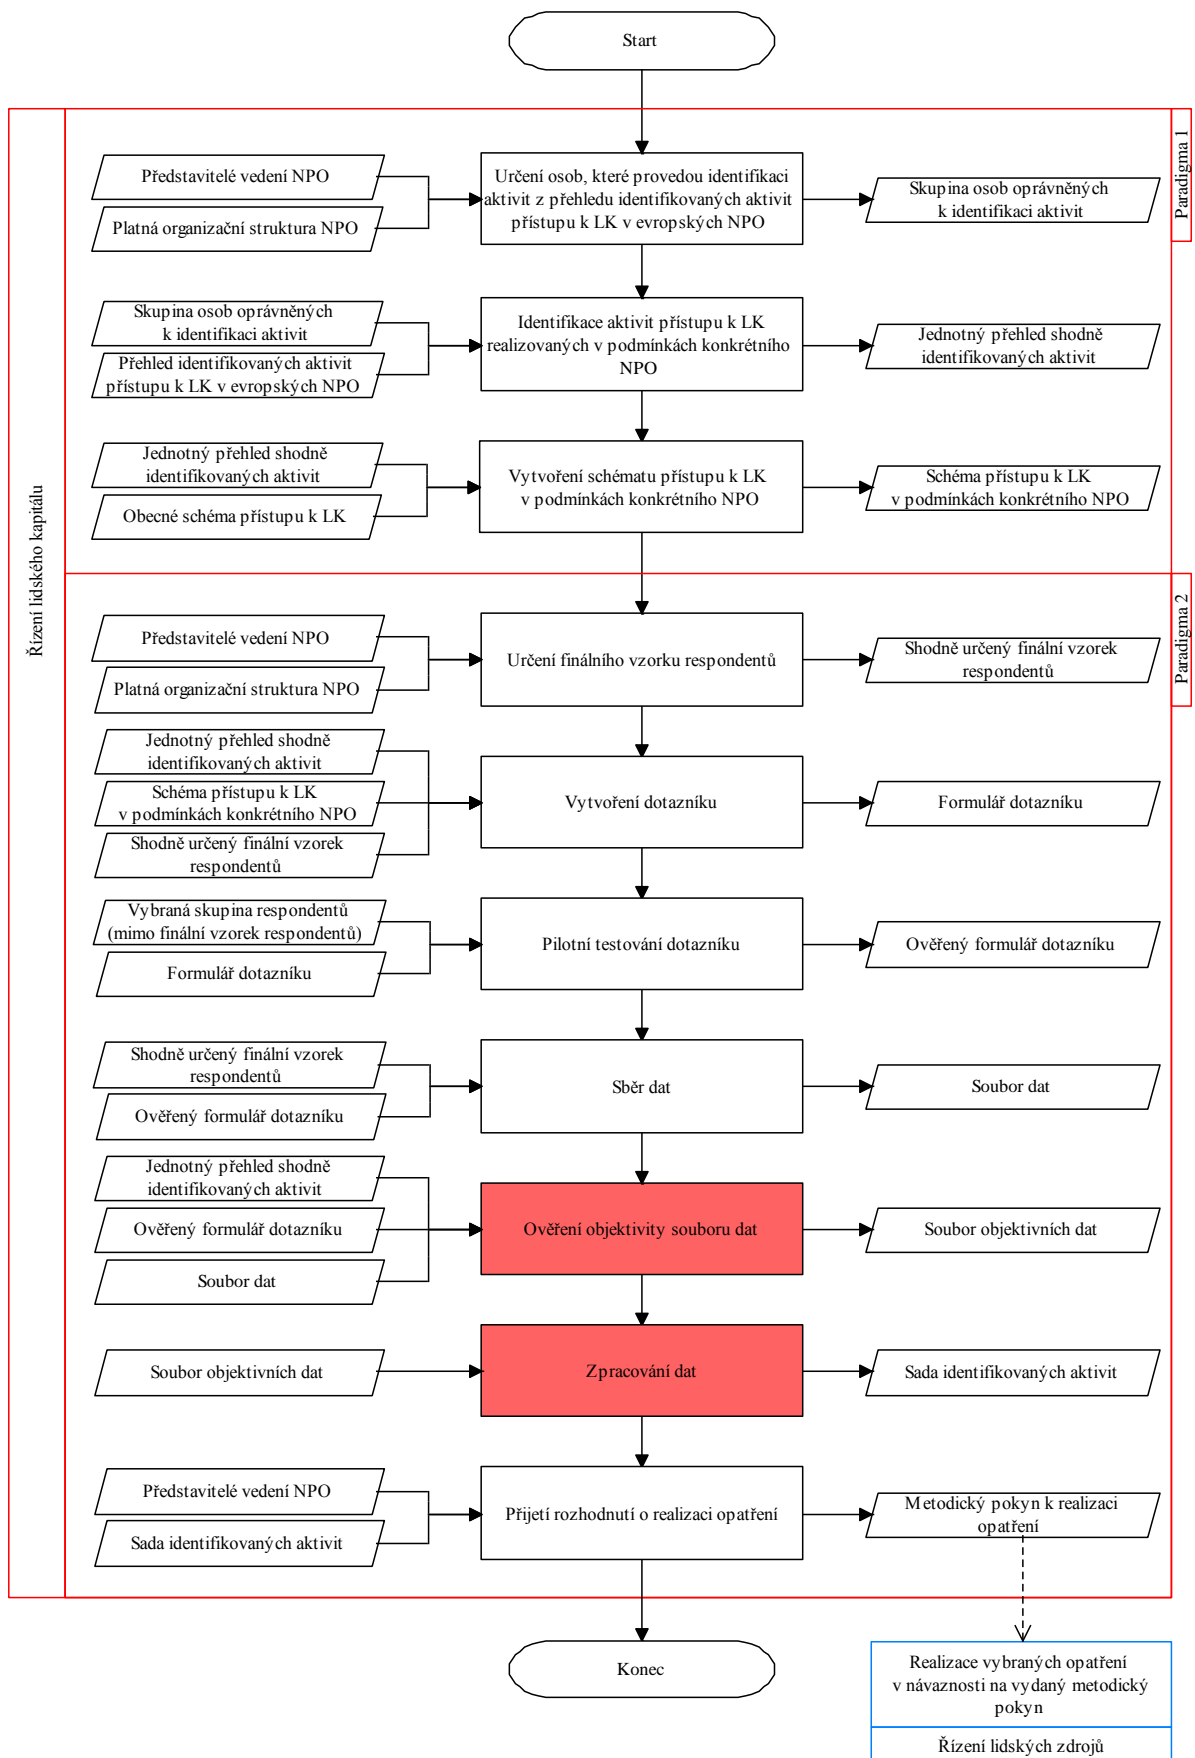 Start
Řízení lidského kapitálu
Paradigma 1
Představitelé vedení NPO
Platná organizační struktura NPO
Určení osob, které provedou identifikaci
aktivit z přehledu identifikovaných aktivit
přístupu k LK v evropských NPO
Skupina osob oprávněných
k identifikaci aktivit
Skupina osob oprávněných
k identifikaci aktivit
Přehled identifikovaných aktivit
přístupu k LK v evropských NPO
Identifikace aktivit přístupu k LK
realizovaných v podmínkách konkrétního
NPO
Jednotný přehled shodně
identifikovaných aktivit
Jednotný přehled shodně
identifikovaných aktivit
Obecné schéma přístupu k LK
Vytvoření schématu přístupu k LK
v podmínkách konkrétního NPO
Schéma přístupu k LK
v podmínkách konkrétního NPO
Paradigma 2
Představitelé vedení NPO
Platná organizační struktura NPO
Určení finálního vzorku respondentů
Shodně určený finální vzorek
respondentů
Jednotný přehled shodně
identifikovaných aktivit
Schéma přístupu k LK
v podmínkách konkrétního NPO
Shodně určený finální vzorek
respondentů
Vytvoření dotazníku
Formulář dotazníku
Vybraná skupina respondentů
(mimo finální vzorek respondentů)
Formulář dotazníku
Pilotní testování dotazníku
Ověřený formulář dotazníku
Shodně určený finální vzorek
respondentů
Ověřený formulář dotazníku
Sběr dat
Soubor dat
Jednotný přehled shodně
identifikovaných aktivit
Ověřený formulář dotazníku
Soubor dat
Ověření objektivity souboru dat
Soubor objektivních dat
Soubor objektivních dat
Zpracování dat
Sada identifikovaných aktivit
Představitelé vedení NPO
Sada identifikovaných aktivit
Přijetí rozhodnutí o realizaci opatření
Metodický pokyn k realizaci
opatření
Konec
Realizace vybraných opatření
v návaznosti na vydaný metodický
pokyn
Řízení lidských zdrojů